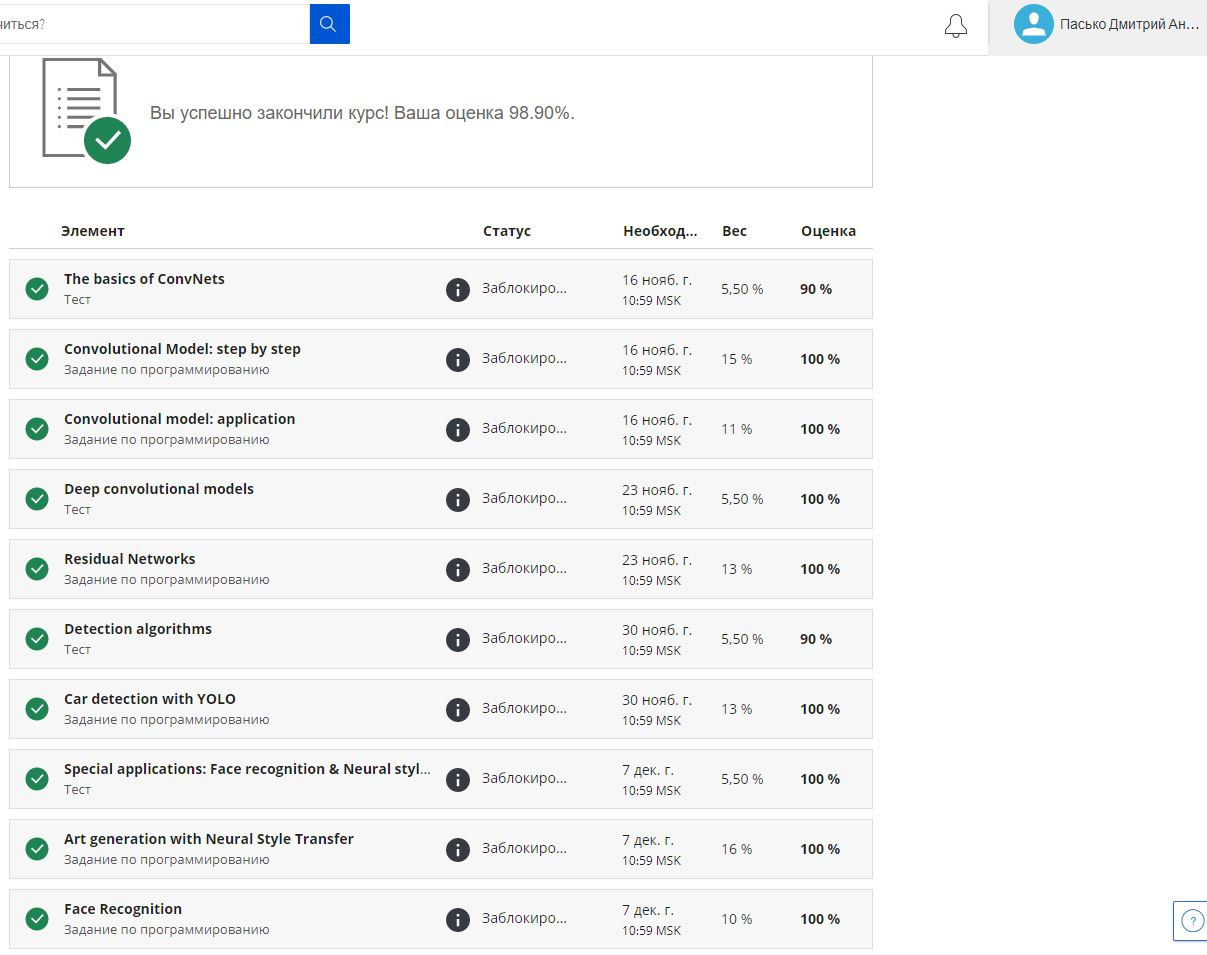 иться?
Пасько Дмитрий Ан...
Вы успешно закончили курс! Ваша оценка 98.90%.
Элемент Статус Необход... Вес Оценка
The basics of ConvNets
Тест
Заблокиро...
16 нояб. г.
10:59 MSK
5,50 %
90 %
Convolutional Model: step by step
Задание по программированию
Заблокиро...
16 нояб. г.
10:59 MSK
15 %
100 %
Convolutional model: application
Задание по программированию
Заблокиро...
16 нояб. г.
10:59 MSK
11 %
100 %
Deep convolutional models
Тест
Заблокиро...
23 нояб. г.
10:59 MSK
5,50 %
100 %
Residual Networks
Задание по программированию
Заблокиро...
23 нояб. г.
10:59 MSK
13 %
100 %
Detection algorithms
Тест
Заблокиро...
30 нояб. г.
10:59 MSK
5,50 %
90 %
Car detection with YOLO
Задание по программированию
Заблокиро...
30 нояб. г.
10:59 MSK
13 %
100 %
Special applications: Face recognition & Neural styl...
Тест
Заблокиро...
7 дек. г.
10:59 MSK
5,50 %
100 %
Art generation with Neural Style Transfer
Задание по программированию
Заблокиро...
7 дек. г.
10:59 MSK
16 %
100 %
Face Recognition
Задание по программированию
Заблокиро...
7 дек. г.
10:59 MSK
10 %
100 %
?